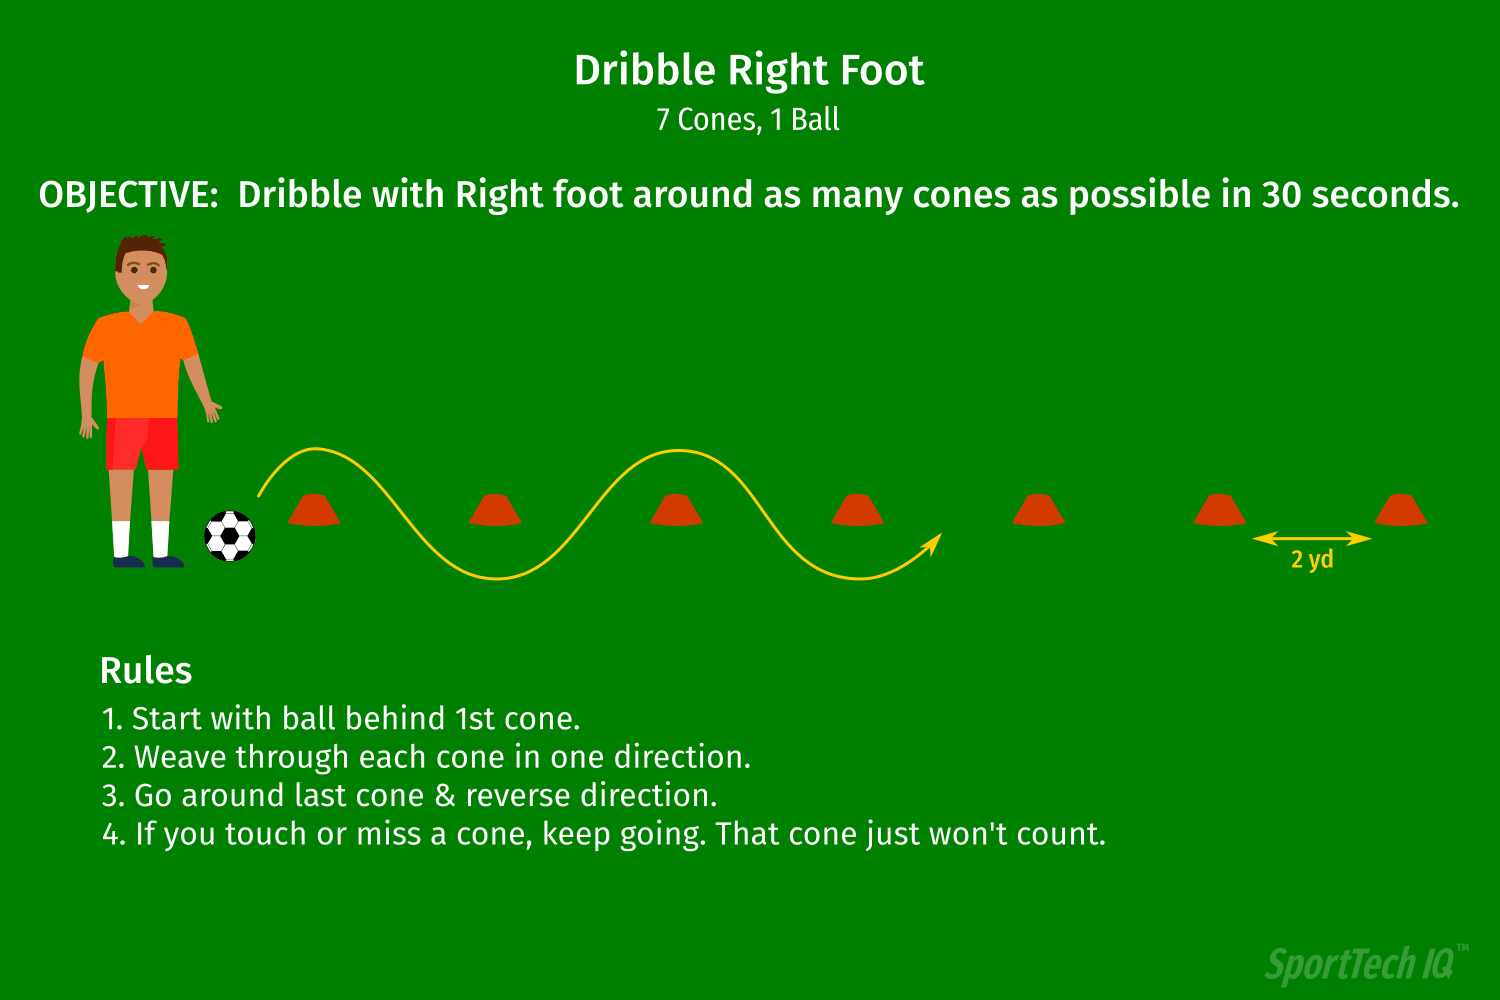 Dribble Right Foot
7 Cones, 1 Ball
OBJECTIVE:  Dribble with Right foot around as many cones as possible in 30 seconds.
2 yd
Rules
1. Start with ball behind 1st cone.
2. Weave through each cone in one direction.
3. Go around last cone & reverse direction.
4. If you touch or miss a cone, keep going. That cone just won't count.
SportTech IQ™